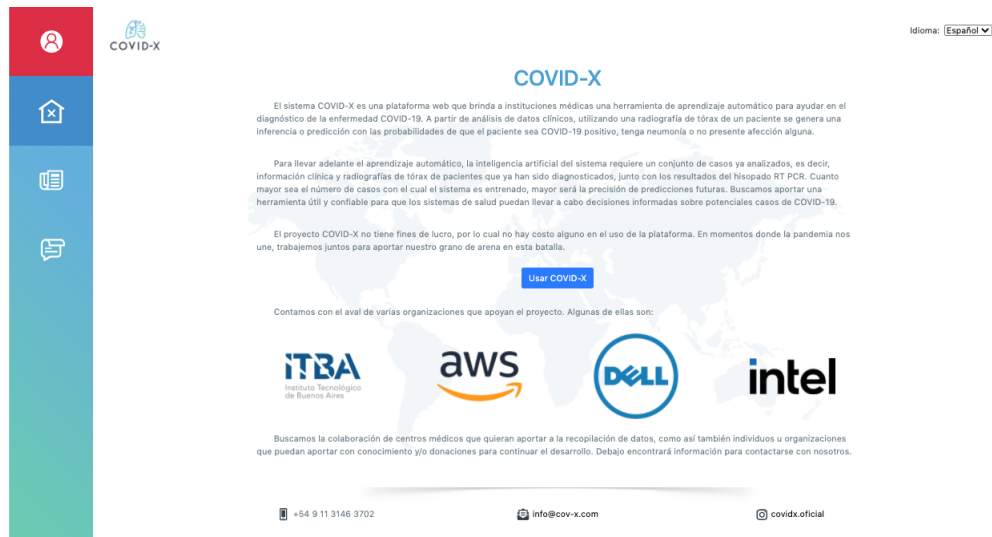 COVID-X
Idioma: Español
COVID-X
El sistema COVID-X es una plataforma web que brinda a instituciones médicas una herramienta de aprendizaje automático para ayudar en el
diagnóstico de la enfermedad COVID-19. A partir de análisis de datos clínicos, utilizando una radiografía de tórax de un paciente se genera una
inferencia o predicción con las probabilidades de que el paciente sea COVID-19 positivo, tenga neumonía o no presente afección alguna.
Para llevar adelante el aprendizaje automático, la inteligencia artificial del sistema requiere un conjunto de casos ya analizados, es decir,
información clínica y radiografías de tórax de pacientes que ya han sido diagnosticados, junto con los resultados del hisopado RT PCR. Cuanto
mayor sea el número de casos con el cual el sistema es entrenado, mayor será la precisión de predicciones futuras. Buscamos aportar una
herramienta útil y confiable para que los sistemas de salud puedan llevar a cabo decisiones informadas sobre potenciales casos de COVID-19.
El proyecto COVID-X no tiene fines de lucro, por lo cual no hay costo alguno en el uso de la plataforma. En momentos donde la pandemia nos
une, trabajemos juntos para aportar nuestro grano de arena en esta batalla.
Usar COVID-X
Contamos con el aval de varias organizaciones que apoyan el proyecto. Algunas de ellas son:
ITBA
Instituto Tecnológico
de Buenos Aires
aws
DELL
intel
Buscamos la colaboración de centros médicos que quieran aportar a la recopilación de datos, como así también individuos u organizaciones
que puedan aportar con conocimiento y/o donaciones para continuar el desarrollo. Debajo encontrará información para contactarse con nosotros.
+54 9 11 3146 3702
info@cov-x.com
covidx.oficial